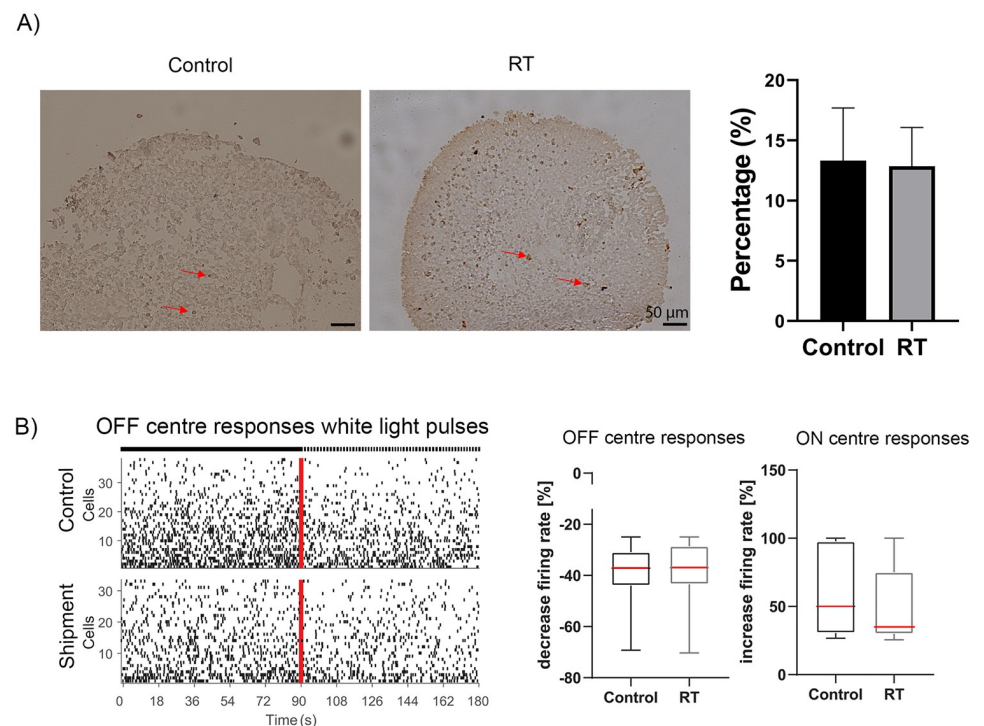 A)
Control
RT
50 µm
20
15
10
5
0
Percentage (%)
Control RT
B)
OFF centre responses white light pulses
Control
Cells
30
20
10
Shipment
Cells
30
20
10
0 18 36 54 72 90 108 126 144 162 180
Time (s)
OFF centre responses
decrease firing rate [%]
0
-20
-40
-60
-80
Control RT
ON centre responses
increase firing rate [%]
150
100
50
0
Control RT